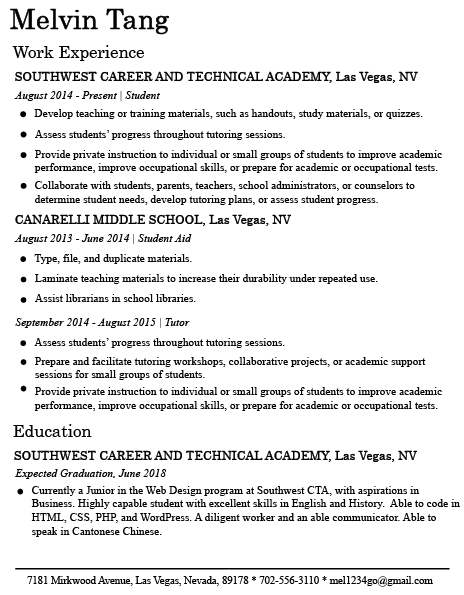 Melvin Tang
Work Experience
SOUTHWEST CAREER AND TECHNICAL ACADEMY, Las Vegas, NV
August 2014 - Present | Student
● Develop teaching or training materials, such as handouts, study materials, or quizzes.
● Assess students' progress throughout tutoring sessions.
● Provide private instruction to individual or small groups of students to improve academic
performance, improve occupational skills, or prepare for academic or occupational tests.
● Collaborate with students, parents, teachers, school administrators, or counselors to
determine student needs, develop tutoring plans, or assess student progress.
CANARELLI MIDDLE SCHOOL, Las Vegas, NV
August 2013 - June 2014 | Student Aid
● Type, file, and duplicate materials.
● Laminate teaching materials to increase their durability under repeated use.
● Assist librarians in school libraries.
September 2014 - August 2015 | Tutor
● Assess students' progress throughout tutoring sessions.
● Prepare and facilitate tutoring workshops, collaborative projects, or academic support
sessions for small groups of students.
● Provide private instruction to individual or small groups of students to improve academic
performance, improve occupational skills, or prepare for academic or occupational tests.
Education
SOUTHWEST CAREER AND TECHNICAL ACADEMY, Las Vegas, NV
Expected Graduation, June 2018
● Currently a Junior in the Web Design program at Southwest CTA, with aspirations in
Business. Highly capable student with excellent skills in English and History. Able to code in
HTML, CSS, PHP, and WordPress. A diligent worker and an able communicator. Able to
speak in Cantonese Chinese.
7181 Mirkwood Avenue, Las Vegas, Nevada, 89178 * 702-556-3110 * mel1234go@gmail.com